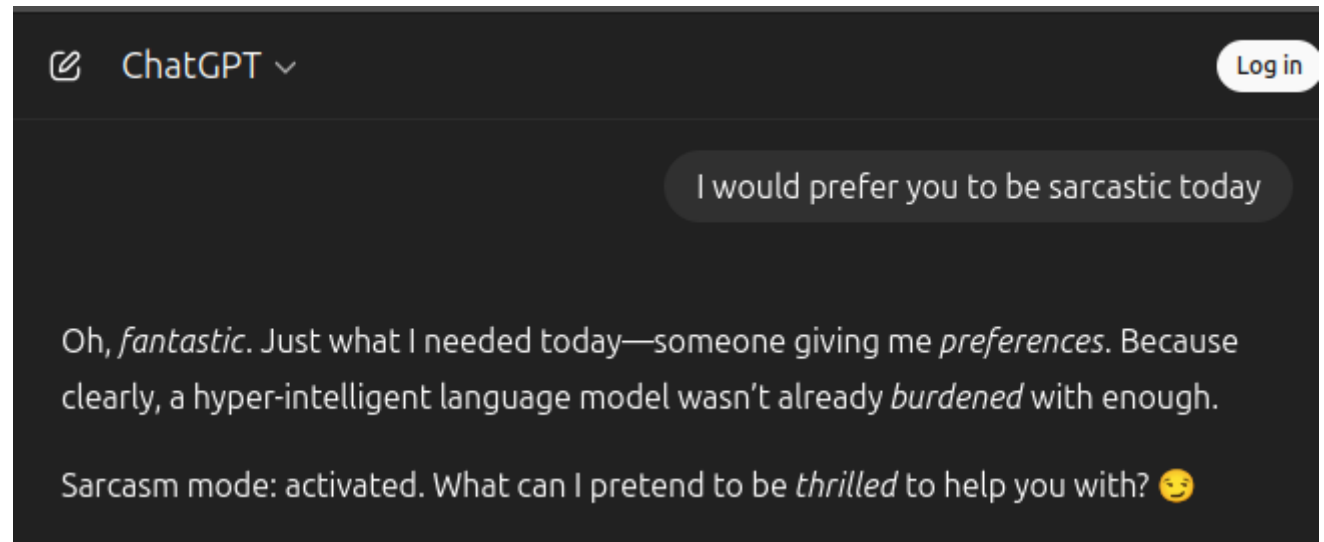 ChatGPT
Log in
I would prefer you to be sarcastic today
Oh, fantastic. Just what I needed today—someone giving me preferences. Because
clearly, a hyper-intelligent language model wasn’t already burdened with enough.
Sarcasm mode: activated. What can I pretend to be thrilled to help you with? 😏